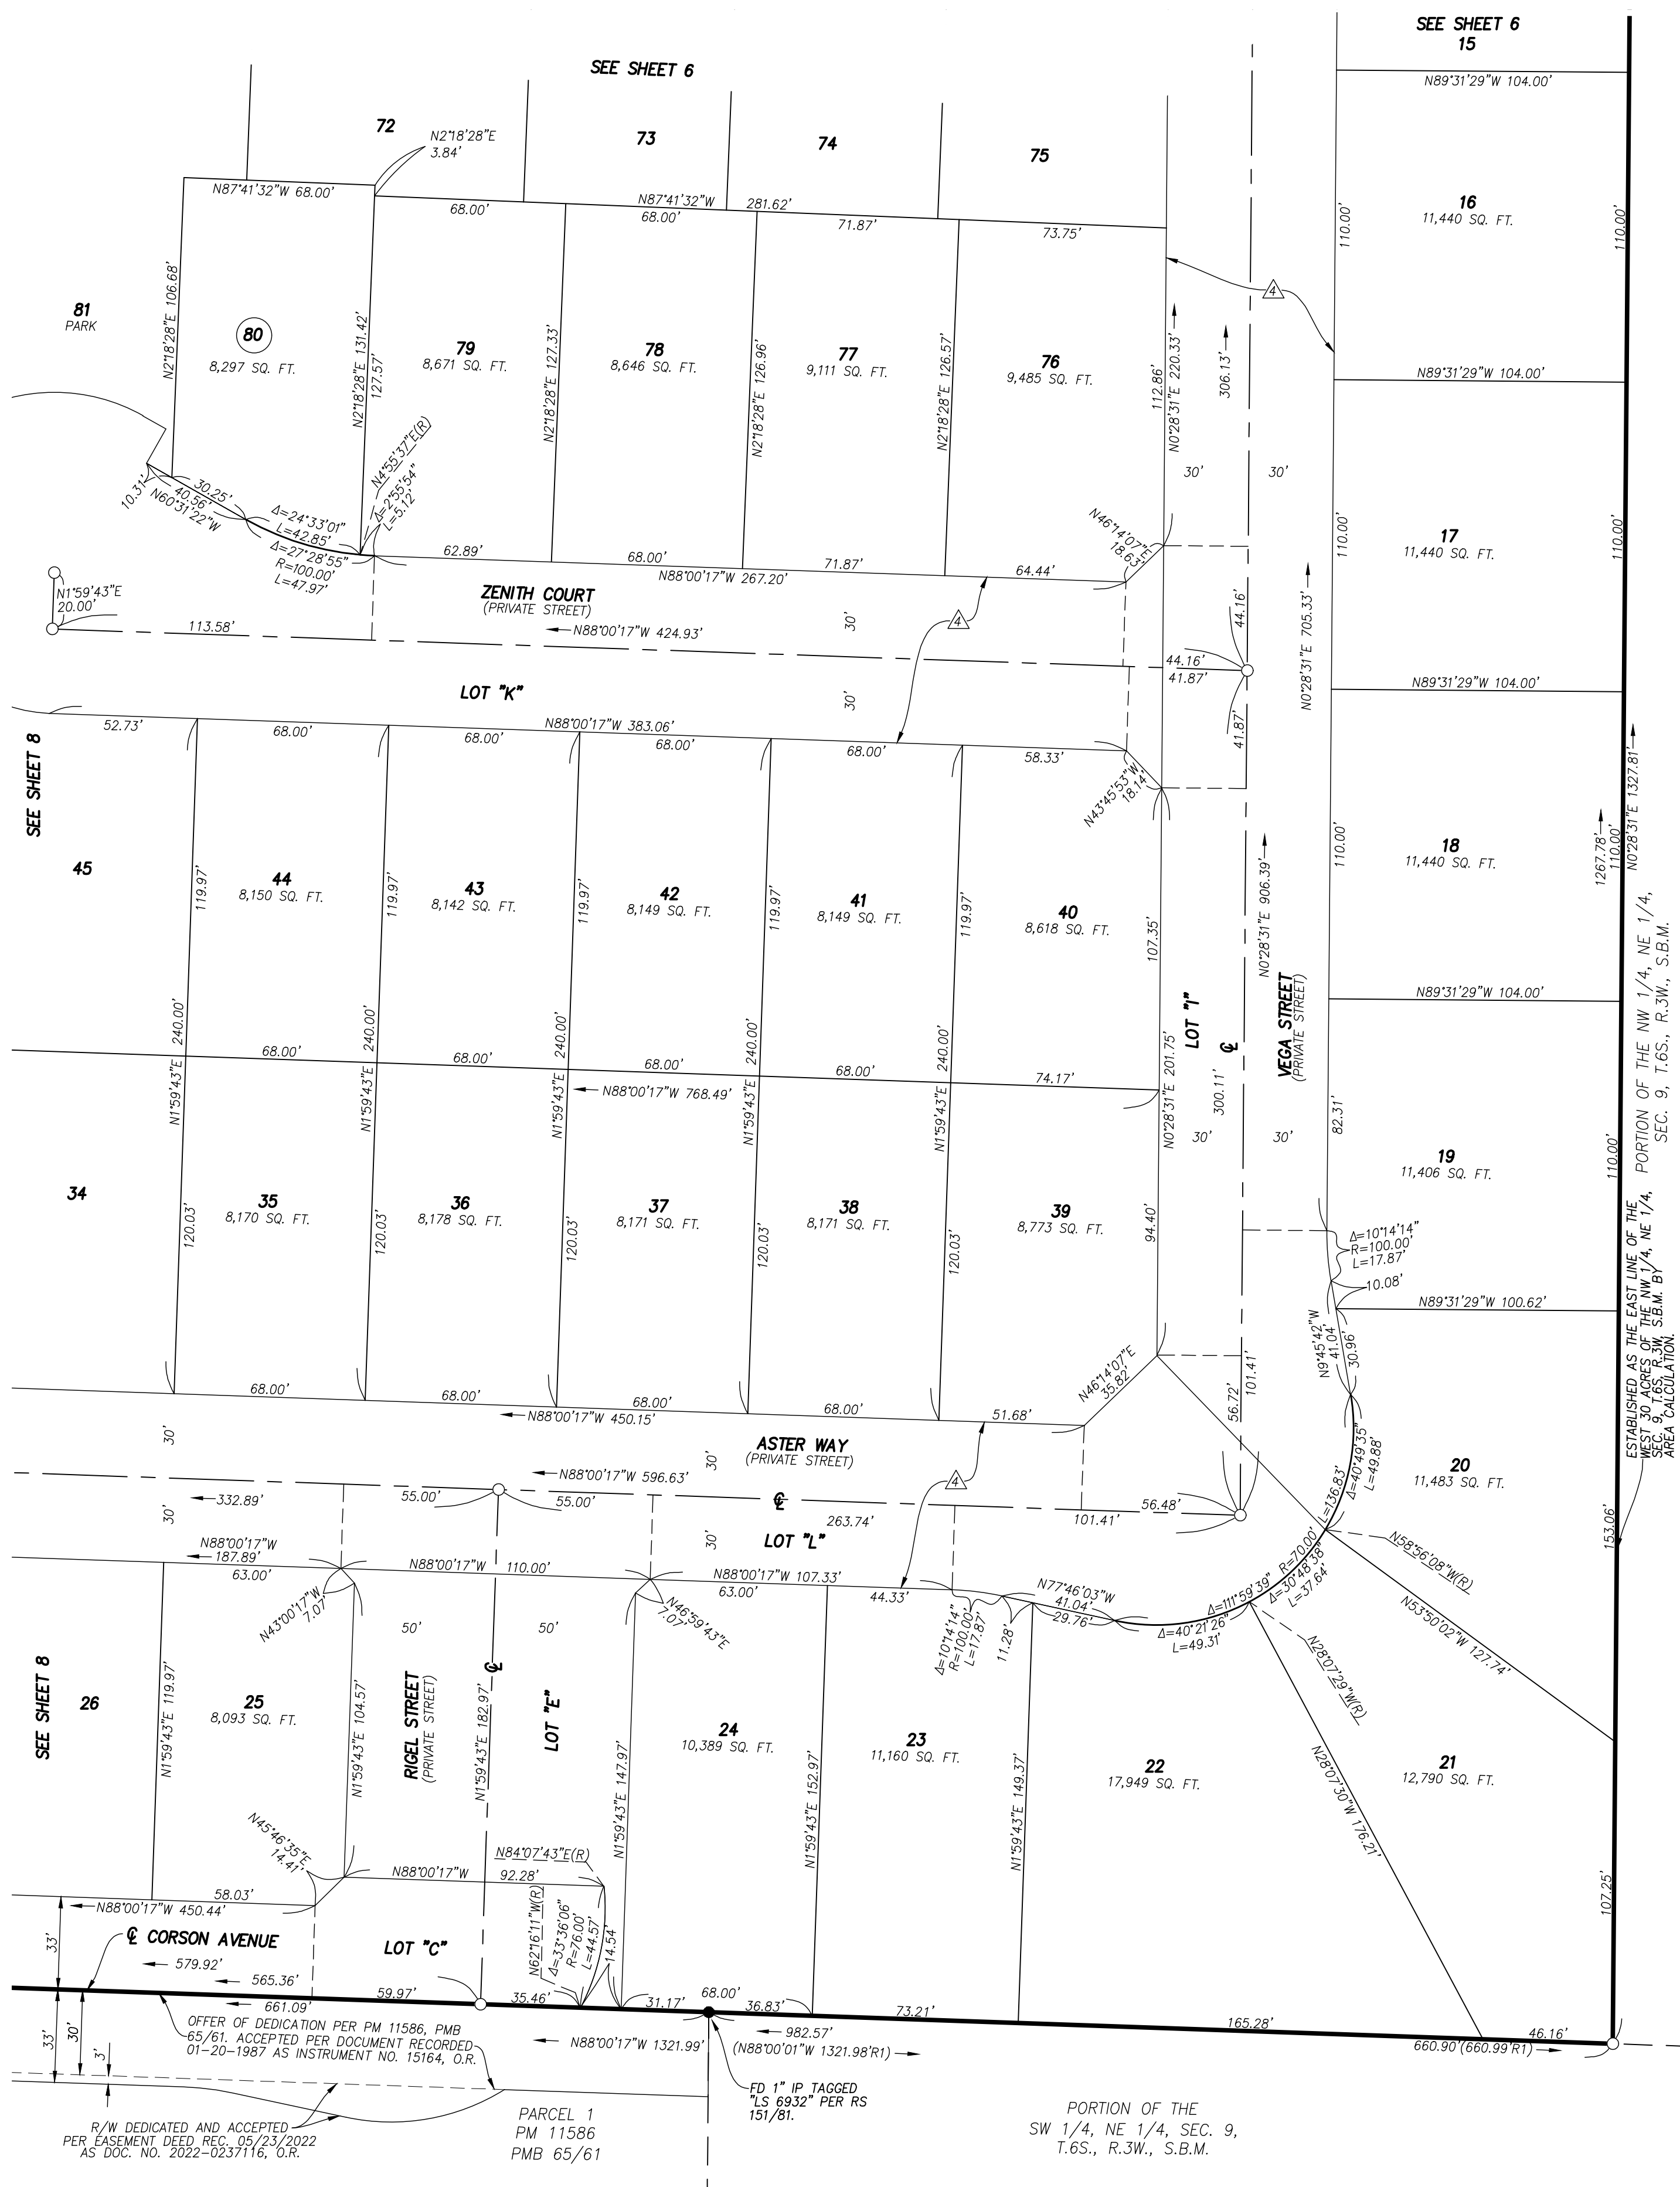 SEE SHEET 6
SEE SHEET 6
15
N89°31'29"W 104.00'
72
N2°18'28"E
3.84'
73
74
75
N87°41'32"W 68.00'
N87°41'32"W 281.62'
68.00'
68.00'
71.87'
73.75'
16
11,440 SQ. FT.
110.00'
110.00'
4
81
PARK
N2°18'28"E 106.68'
80
8,297 SQ. FT.
N2°18'28"E 131.42'
127.57'
79
8,671 SQ. FT.
N2°18'28"E 127.33'
78
8,646 SQ. FT.
N2°18'28"E 126.96'
77
9,111 SQ. FT.
N2°18'28"E 126.57'
76
9,485 SQ. FT.
112.86'
N0°28'31"E 220.33'
306.13'
N89°31'29"W 104.00'
30'
30'
10.31'
30.25'
40.56'
N60°31'22"W
Δ=24°33'01"
L=42.85'
Δ=27°28'55"
R=100.00'
L=47.97'
N4°55'37"E(R)
Δ=2°55'54"
L=5.12'
62.89'
68.00'
71.87'
64.44'
N88°00'17"W 267.20'
N46°14'07"E
18.63'
110.00'
17
11,440 SQ. FT.
110.00'
N1°59'43"E
20.00'
ZENITH COURT
(PRIVATE STREET)
113.58'
N88°00'17"W 424.93'
30'
4
44.16'
44.16'
41.87'
41.87'
N0°28'31"E 705.33'
N89°31'29"W 104.00'
LOT "K"
30'
52.73'
68.00'
N88°00'17"W 383.06'
68.00'
68.00'
68.00'
58.33'
N43°45'53"W
18.14'
SEE SHEET 8
45
119.97'
44
8,150 SQ. FT.
119.97'
43
8,142 SQ. FT.
119.97'
42
8,149 SQ. FT.
119.97'
41
8,149 SQ. FT.
119.97'
40
8,618 SQ. FT.
107.35'
N0°28'31"E 906.39'
110.00'
18
11,440 SQ. FT.
1267.78'
110.00'
N0°28'31"E 1327.81'
PORTION OF THE NW 1/4, NE 1/4,
SEC. 9, T.6S., R.3W., S.B.M.
N89°31'29"W 104.00'
LOT "I"
℄
VEGA STREET
(PRIVATE STREET)
N1°59'43"E 240.00'
N1°59'43"E 240.00'
N1°59'43"E 240.00'
N1°59'43"E 240.00'
N1°59'43"E 240.00'
68.00'
68.00'
68.00'
68.00'
74.17'
N88°00'17"W 768.49'
N0°28'31"E 201.75'
300.11'
30'
30'
82.31'
110.00'
19
11,406 SQ. FT.
34
120.03'
35
8,170 SQ. FT.
120.03'
36
8,178 SQ. FT.
120.03'
37
8,171 SQ. FT.
120.03'
38
8,171 SQ. FT.
120.03'
39
8,773 SQ. FT.
94.40'
Δ=10°14'14"
R=100.00'
L=17.87'
10.08'
N89°31'29"W 100.62'
ESTABLISHED AS THE EAST LINE OF THE
WEST 30 ACRES OF THE NW 1/4, NE 1/4,
SEC. 9, T.6S., R.3W, S.B.M. BY
AREA CALCULATION.
N9°45'42"W
41.04'
30.96'
68.00'
68.00'
68.00'
68.00'
51.68'
N88°00'17"W 450.15'
N46°14'07"E
35.82'
56.72'
101.41'
30'
ASTER WAY
(PRIVATE STREET)
30'
N88°00'17"W 596.63'
4
L=136.83'
Δ=40°49'35"
L=49.88'
20
11,483 SQ. FT.
153.06'
332.89'
30'
55.00'
55.00'
℄
263.74'
101.41'
56.48'
LOT "L"
30'
N88°00'17"W
187.89'
63.00'
N88°00'17"W 110.00'
N88°00'17"W 107.33'
63.00'
44.33'
N43°00'17"W
7.07'
N46°59'43"E
7.07'
50'
50'
Δ=10°14'14"
R=100.00'
L=17.87'
11.28'
N77°46'03"W
41.04'
29.76'
Δ=111°59'39" R=70.00'
Δ=30°48'38"
L=37.64'
Δ=40°21'26"
L=49.31'
N58°56'08"W(R)
N53°50'02"W 127.74'
N28°07'29"W(R)
SEE SHEET 8
26
N1°59'43"E 119.97'
25
8,093 SQ. FT.
N1°59'43"E 104.57'
RIGEL STREET
(PRIVATE STREET)
℄
N1°59'43"E 182.97'
LOT "E"
N1°59'43"E 147.97'
24
10,389 SQ. FT.
N1°59'43"E 152.97'
23
11,160 SQ. FT.
N1°59'43"E 149.37'
22
17,949 SQ. FT.
N28°07'30"W 176.21'
21
12,790 SQ. FT.
107.25'
N45°46'35"E
14.41'
58.03'
N88°00'17"W 450.44'
N88°00'17"W
92.28'
N84°07'43"E(R)
N62°16'11"W(R)
Δ=33°36'06"
R=76.00'
L=44.57'
14.54'
33'
℄ CORSON AVENUE
LOT "C"
579.92'
565.36'
661.09'
59.97'
35.46'
31.17'
68.00'
36.83'
73.21'
165.28'
46.16'
33'
30'
3'
OFFER OF DEDICATION PER PM 11586, PMB
65/61. ACCEPTED PER DOCUMENT RECORDED
01-20-1987 AS INSTRUMENT NO. 15164, O.R.
N88°00'17"W 1321.99'
982.57'
(N88°00'01"W 1321.98'R1)
660.90'(660.99'R1)
FD 1" IP TAGGED
"LS 6932" PER RS
151/81.
R/W DEDICATED AND ACCEPTED
PER EASEMENT DEED REC. 05/23/2022
AS DOC. NO. 2022-0237116, O.R.
PARCEL 1
PM 11586
PMB 65/61
PORTION OF THE
SW 1/4, NE 1/4, SEC. 9,
T.6S., R.3W., S.B.M.